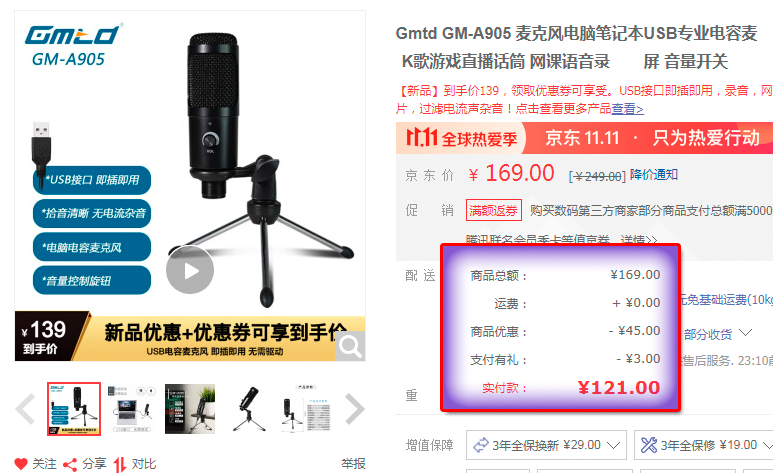 Gmtd
GM-A905
*USB接口 即插即用
*拾音清晰 无电流杂音
*电脑电容麦克风
*音量控制旋钮
VOL
¥139
到手价
新品优惠+优惠券可享到手价
USB电容麦克风 即插即用 无需驱动
关注 分享 对比 举报
Gmtd GM-A905 麦克风电脑笔记本USB专业电容麦
K歌游戏直播话筒 网课语音录 屏 音量开关
【新品】到手价139，领取优惠券可享受。USB接口即插即用，录音，网
片，过滤电流声杂音！点击查看更多产品查看>
11.11 全球热爱季 京东 11.11 · 只为热爱行动
京东价 ¥ 169.00 [¥249.00] 降价通知
促销 满额返券 购买数码第三方商家部分商品支付总额满5000
腾讯联名会员季卡等值京券 详情>>
配送
商品总额： ¥169.00
运费： + ¥0.00
商品优惠： - ¥45.00
支付有礼： - ¥3.00
实付款： ¥121.00
无免基础运费(10kg
部分收货
售后服务. 23:10前
重
增值保障 3年全保换新 ¥29.00 3年全保修 ¥19.00